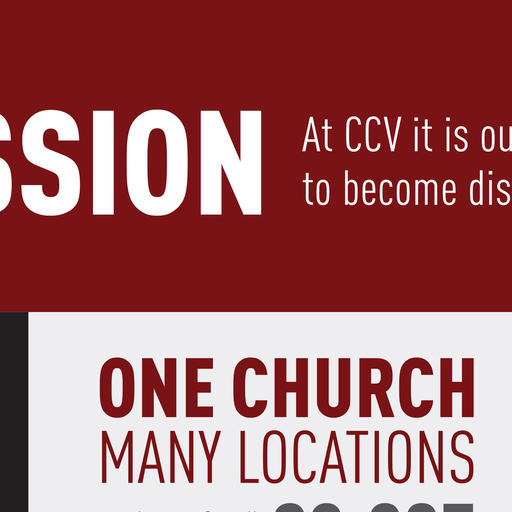 SSION
At CCV it is ou
to become dis
ONE CHURCH
MANY LOCATIONS